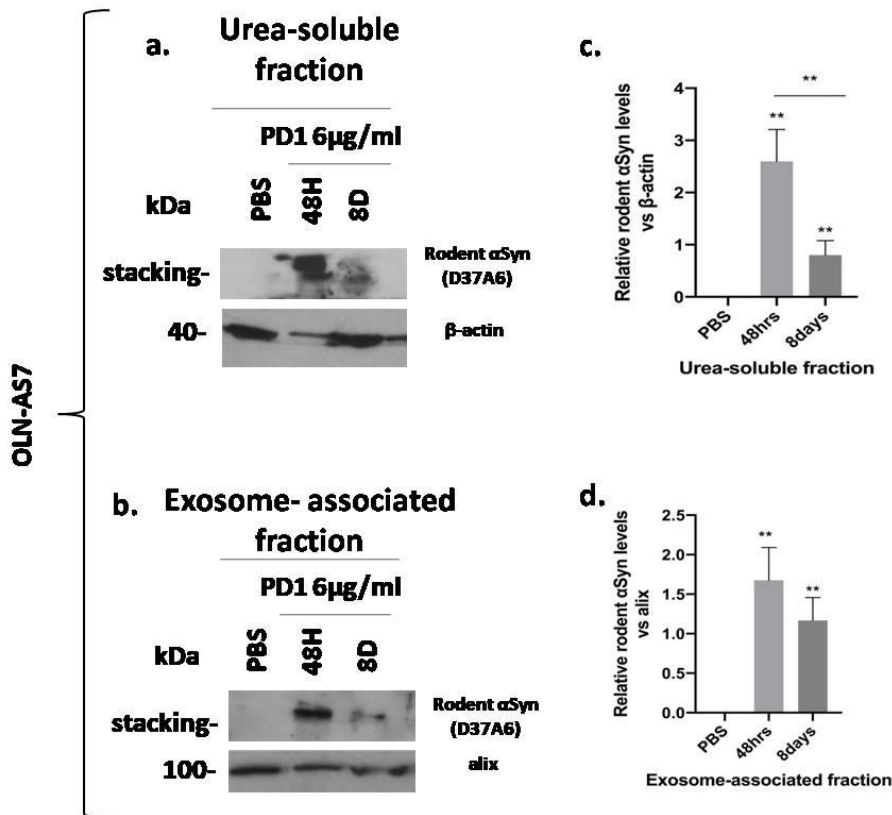 OLN-AS7
a.
Urea-soluble
fraction
PD1 6μg/ml
kDa
PBS
48H
8D
stacking-
Rodent αSyn
(D37A6)
40-
β-actin
b.
Exosome- associated
fraction
PD1 6μg/ml
kDa
PBS
48H
8D
stacking-
Rodent αSyn
(D37A6)
100-
alix
c.
Relative rodent αSyn levels
vs β-actin
4
3
2
1
0
**
**
**
PBS
48hrs
8days
Urea-soluble fraction
d.
Relative rodent αSyn levels
vs alix
2.5
2.0
1.5
1.0
0.5
0.0
**
**
PBS
48hrs
8days
Exosome-associated fraction